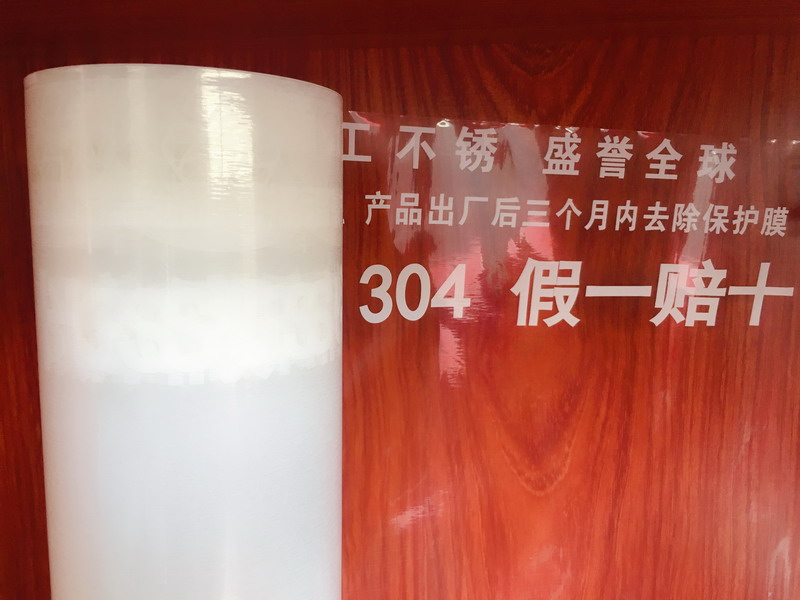 工不锈 盛誉全球
产品出厂后三个月内去除保护膜
304 假一赔十